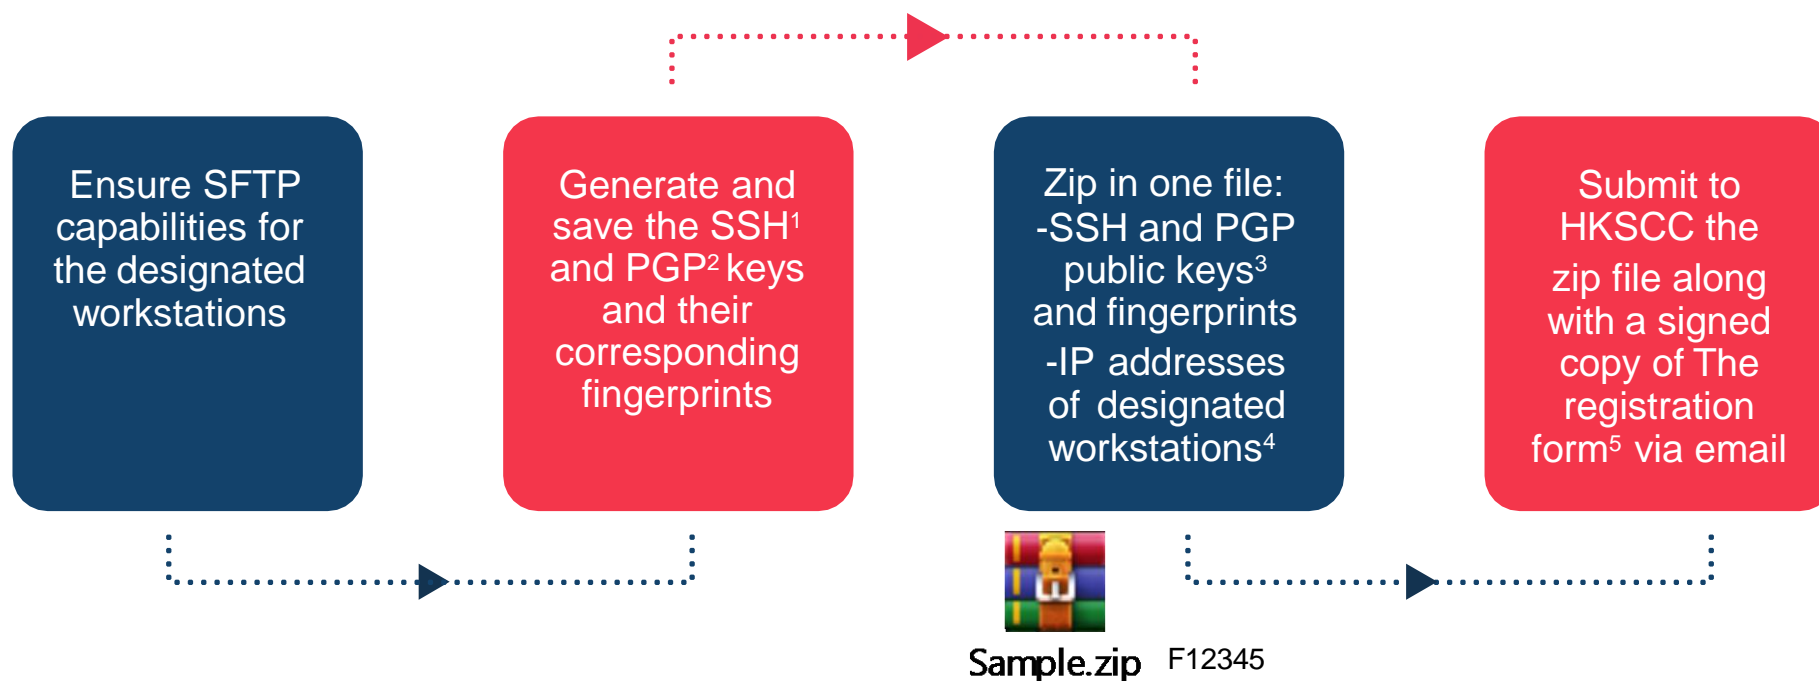 Ensure SFTP
capabilities for
the designated
workstations
Generate and
save the SSH¹
and PGP² keys
and their
corresponding
fingerprints
Zip in one file:
-SSH and PGP
public keys³
and fingerprints
-IP addresses
of designated
workstations⁴
Submit to
HKSCC the
zip file along
with a signed
copy of The
registration
form⁵ via email
Sample.zip F12345